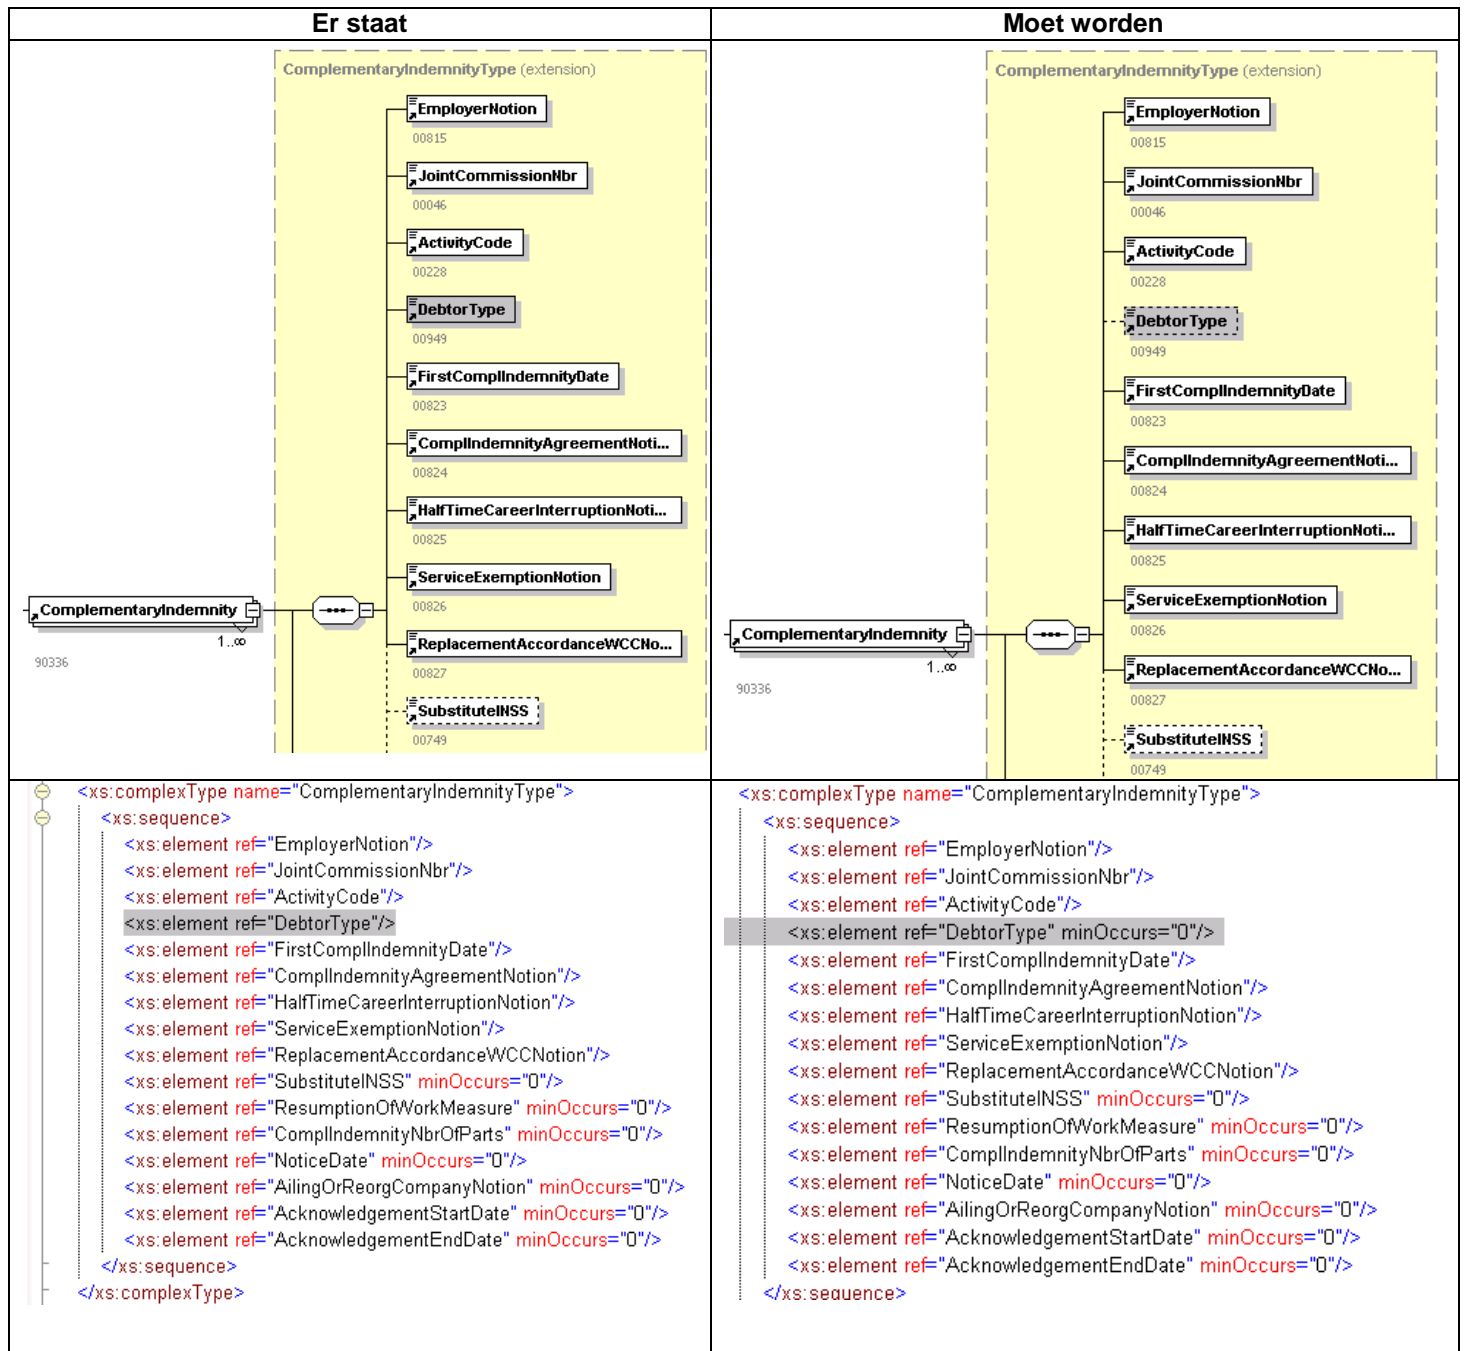 Er staat
Moet worden
ComplementaryIndemnityType (extension)
EmployerNotion
00815
JointCommissionNbr
00046
ActivityCode
00228
DebtorType
00949
FirstComplIndemnityDate
00823
ComplIndemnityAgreementNoti...
00824
HalfTimeCareerInterruptionNoti...
00825
ServiceExemptionNotion
00826
ComplementaryIndemnity
1..∞
90336
ReplacementAccordanceWCCNo...
00827
SubstituteINSS
00749
ComplementaryIndemnityType (extension)
EmployerNotion
00815
JointCommissionNbr
00046
ActivityCode
00228
DebtorType
00949
FirstComplIndemnityDate
00823
ComplIndemnityAgreementNoti...
00824
HalfTimeCareerInterruptionNoti...
00825
ServiceExemptionNotion
00826
ComplementaryIndemnity
1..∞
90336
ReplacementAccordanceWCCNo...
00827
SubstituteINSS
00749
<xs:complexType name="ComplementaryIndemnityType">
<xs:sequence>
<xs:element ref="EmployerNotion"/>
<xs:element ref="JointCommissionNbr"/>
<xs:element ref="ActivityCode"/>
<xs:element ref="DebtorType"/>
<xs:element ref="FirstComplIndemnityDate"/>
<xs:element ref="ComplIndemnityAgreementNotion"/>
<xs:element ref="HalfTimeCareerInterruptionNotion"/>
<xs:element ref="ServiceExemptionNotion"/>
<xs:element ref="ReplacementAccordanceWCCNotion"/>
<xs:element ref="SubstituteINSS" minOccurs="0"/>
<xs:element ref="ResumptionOfWorkMeasure" minOccurs="0"/>
<xs:element ref="ComplIndemnityNbrOfParts" minOccurs="0"/>
<xs:element ref="NoticeDate" minOccurs="0"/>
<xs:element ref="AilingOrReorgCompanyNotion" minOccurs="0"/>
<xs:element ref="AcknowledgementStartDate" minOccurs="0"/>
<xs:element ref="AcknowledgementEndDate" minOccurs="0"/>
</xs:sequence>
</xs:complexType>
<xs:complexType name="ComplementaryIndemnityType">
<xs:sequence>
<xs:element ref="EmployerNotion"/>
<xs:element ref="JointCommissionNbr"/>
<xs:element ref="ActivityCode"/>
<xs:element ref="DebtorType" minOccurs="0"/>
<xs:element ref="FirstComplIndemnityDate"/>
<xs:element ref="ComplIndemnityAgreementNotion"/>
<xs:element ref="HalfTimeCareerInterruptionNotion"/>
<xs:element ref="ServiceExemptionNotion"/>
<xs:element ref="ReplacementAccordanceWCCNotion"/>
<xs:element ref="SubstituteINSS" minOccurs="0"/>
<xs:element ref="ResumptionOfWorkMeasure" minOccurs="0"/>
<xs:element ref="ComplIndemnityNbrOfParts" minOccurs="0"/>
<xs:element ref="NoticeDate" minOccurs="0"/>
<xs:element ref="AilingOrReorgCompanyNotion" minOccurs="0"/>
<xs:element ref="AcknowledgementStartDate" minOccurs="0"/>
<xs:element ref="AcknowledgementEndDate" minOccurs="0"/>
</xs:sequence>